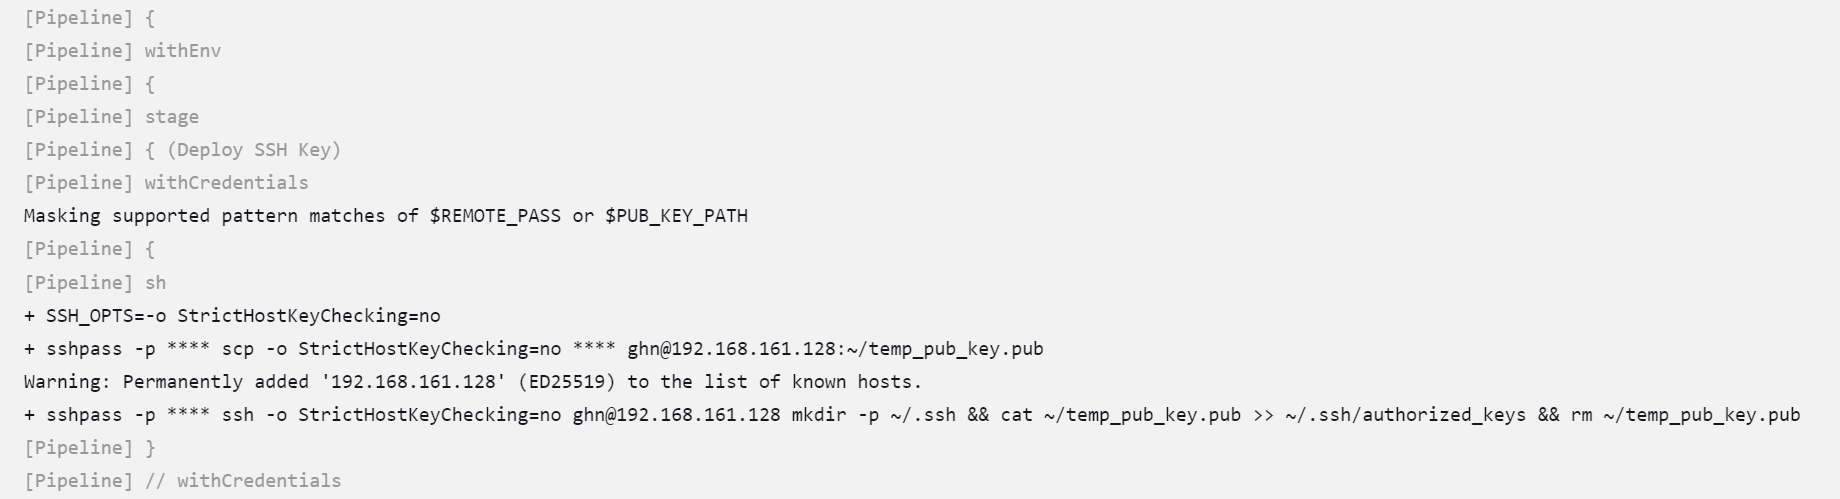 [Pipeline] {
[Pipeline] withEnv
[Pipeline] {
[Pipeline] stage
[Pipeline] { (Deploy SSH Key)
[Pipeline] withCredentials
Masking supported pattern matches of $REMOTE_PASS or $PUB_KEY_PATH
[Pipeline] {
[Pipeline] sh
+ SSH_OPTS=-o StrictHostKeyChecking=no
+ sshpass -p **** scp -o StrictHostKeyChecking=no **** ghn@192.168.161.128:~/temp_pub_key.pub
Warning: Permanently added '192.168.161.128' (ED25519) to the list of known hosts.
+ sshpass -p **** ssh -o StrictHostKeyChecking=no ghn@192.168.161.128 mkdir -p ~/.ssh && cat ~/temp_pub_key.pub >> ~/.ssh/authorized_keys && rm ~/temp_pub_key.pub
[Pipeline] }
[Pipeline] // withCredentials